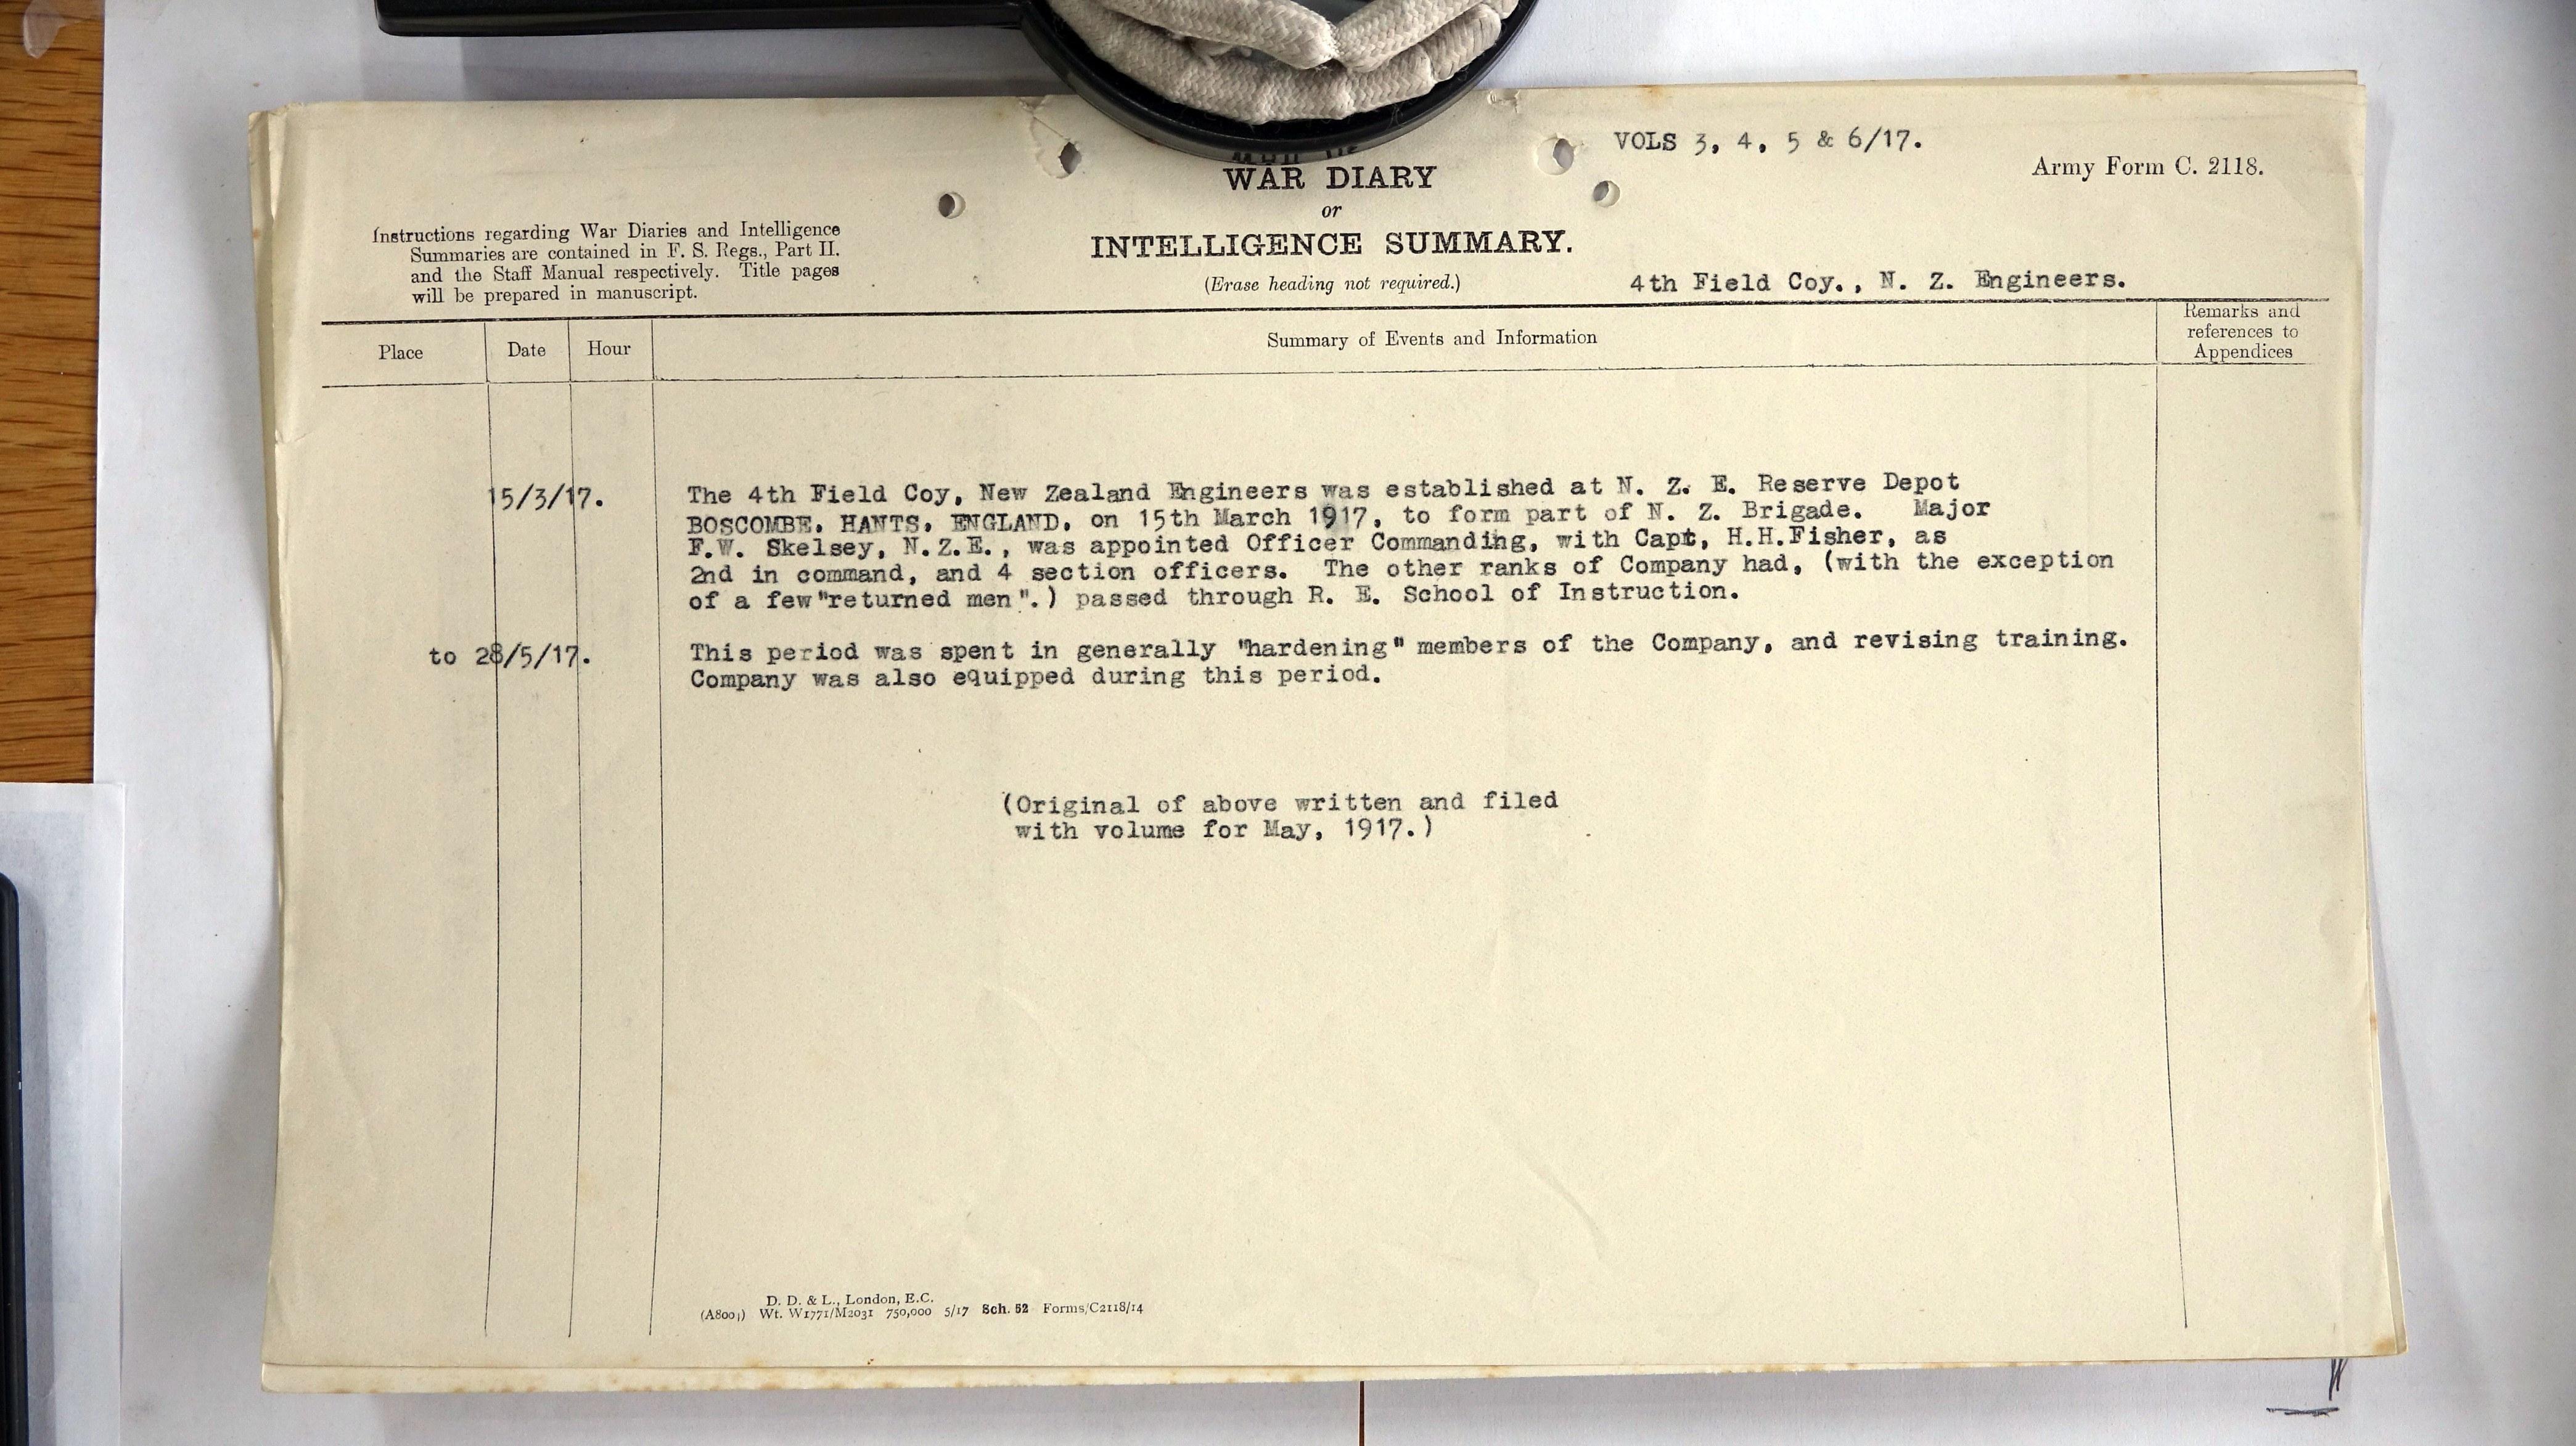 VOLS 3, 4, 5 & 6/17.
Army Form C. 2118.
WAR DIARY
or
INTELLIGENCE SUMMARY.
(Erase heading not required.)
Instructions regarding War Diaries and Intelligence
Summaries are contained in F. S. Regs., Part II.
and the Staff Manual respectively. Title pages
will be prepared in manuscript.
4th Field Coy., N. Z. Engineers.
Place
Date
Hour
Summary of Events and Information
Remarks and
references to
Appendices
15/3/17.
The 4th Field Coy, New Zealand Engineers was established at N. Z. E. Reserve Depot
BOSCOMBE, HANTS, ENGLAND, on 15th March 1917, to form part of N. Z. Brigade. Major
F.W. Skelsey, N.Z.E., was appointed Officer Commanding, with Capt, H.H.Fisher, as
2nd in command, and 4 section officers. The other ranks of Company had, (with the exception
of a few "returned men".) passed through R. E. School of Instruction.
to 28/5/17.
This period was spent in generally "hardening" members of the Company, and revising training.
Company was also equipped during this period.
(Original of above written and filed
with volume for May, 1917.)
D. D. & L., London, E.C.
(A8001) Wt. W1771/M2031 750,000 5/17 Sch. 52 Forms/C2118/14